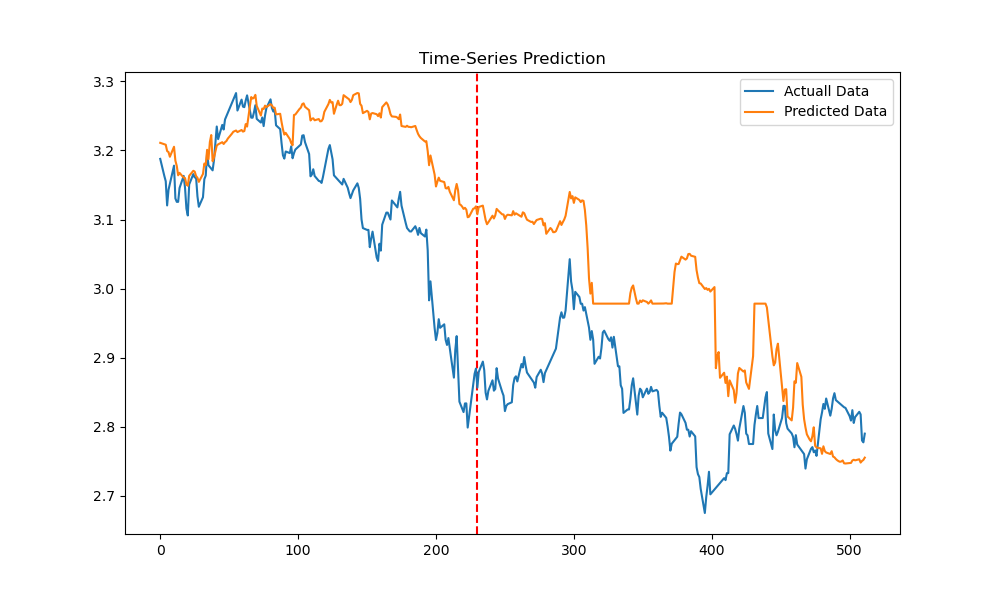 Time-Series Prediction
Actuall Data
Predicted Data
3.3
3.2
3.1
3.0
2.9
2.8
2.7
0 100 200 300 400 500